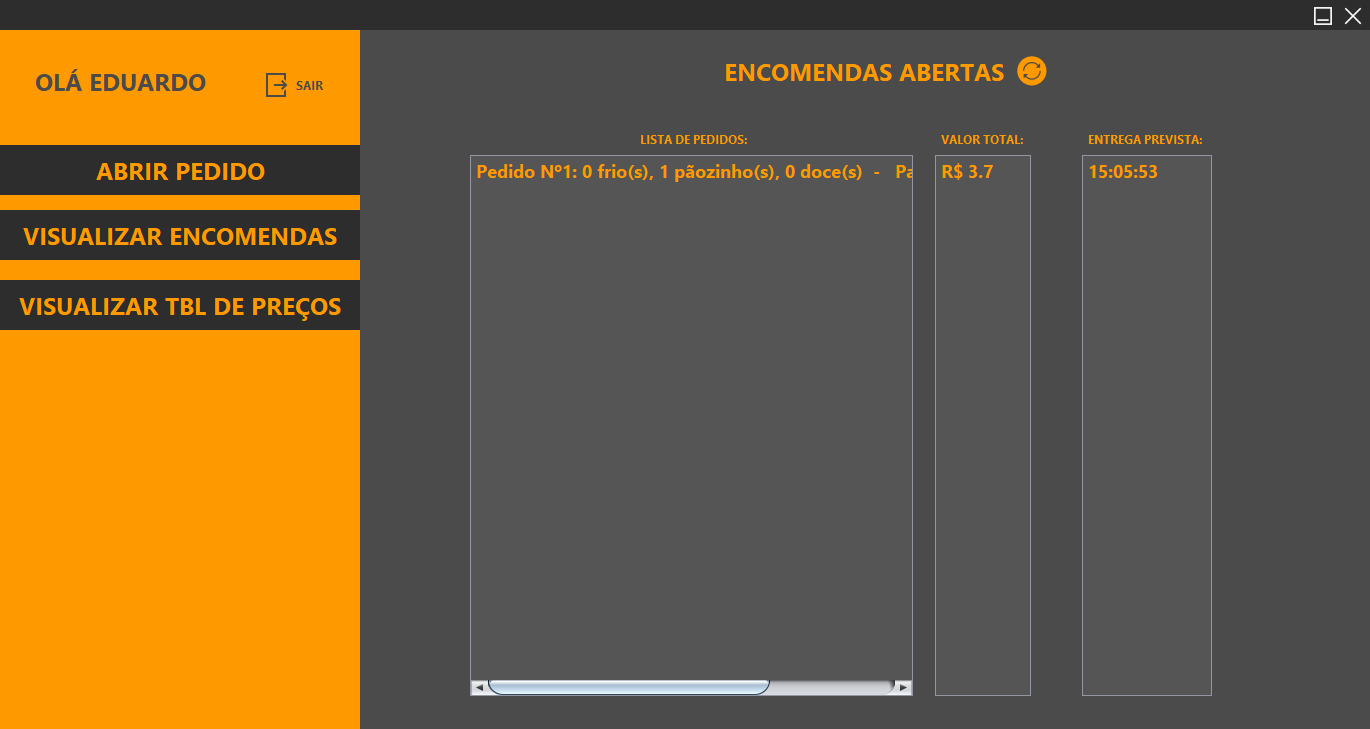 OLÁ EDUARDO
SAIR
ABRIR PEDIDO
VISUALIZAR ENCOMENDAS
VISUALIZAR TBL DE PREÇOS
ENCOMENDAS ABERTAS
LISTA DE PEDIDOS:
Pedido Nº1: 0 frio(s), 1 pãozinho(s), 0 doce(s) -
VALOR TOTAL:
R$ 3.7
ENTREGA PREVISTA:
15:05:53